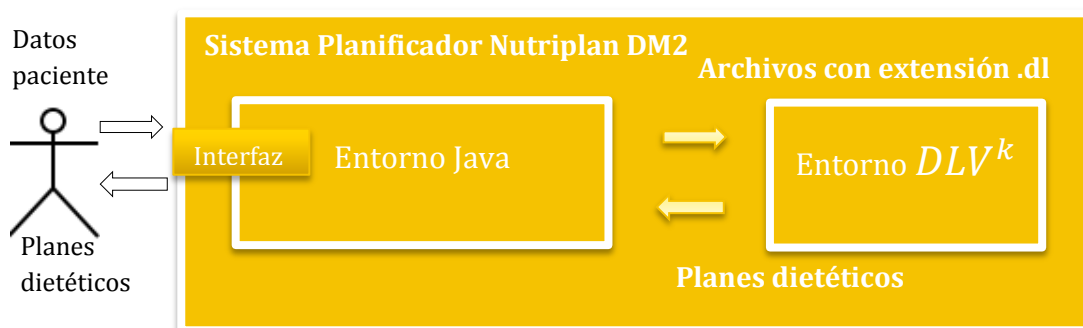 Datos
paciente
Sistema Planificador Nutriplan DM2
Archivos con extensión .dl
Interfaz
Entorno Java
Entorno DLV^k
Planes
dietéticos
Planes dietéticos